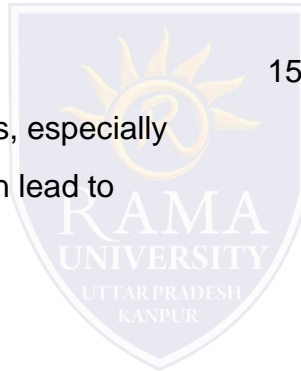 15
s, especially
n lead to
RAMA
UNIVERSITY
UTTAR PRADESH
KANPUR